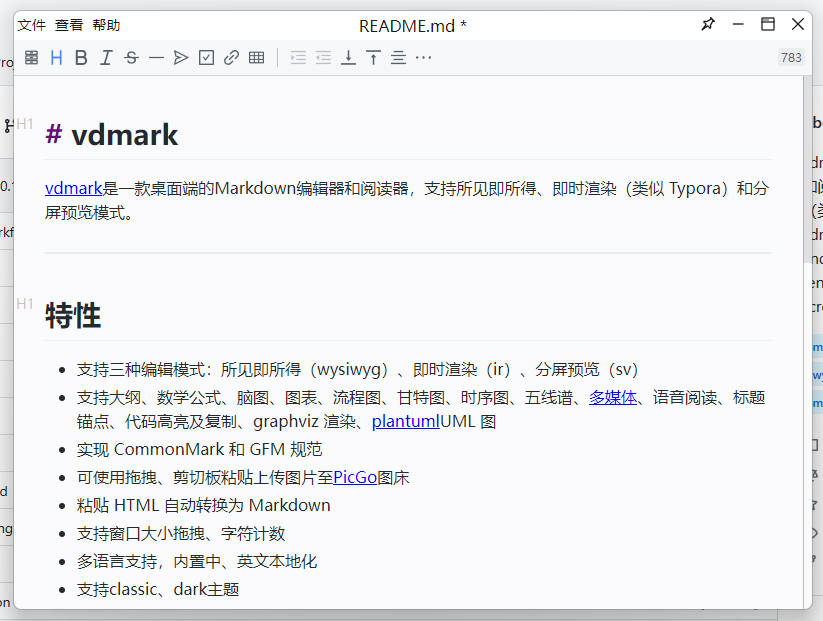 文件 查看 帮助 README.md *
H B I S 783
H1 # vdmark
vdmark是一款桌面端的Markdown编辑器和阅读器，支持所见即所得、即时渲染（类似 Typora）和分
屏预览模式。
H1 特性
支持三种编辑模式：所见即所得（wysiwyg）、即时渲染（ir）、分屏预览（sv）
支持大纲、数学公式、脑图、图表、流程图、甘特图、时序图、五线谱、多媒体、语音阅读、标题
锚点、代码高亮及复制、graphviz 渲染、plantumlUML 图
实现 CommonMark 和 GFM 规范
可使用拖拽、剪切板粘贴上传图片至PicGo图床
粘贴 HTML 自动转换为 Markdown
支持窗口大小拖拽、字符计数
多语言支持，内置中、英文本地化
支持classic、dark主题